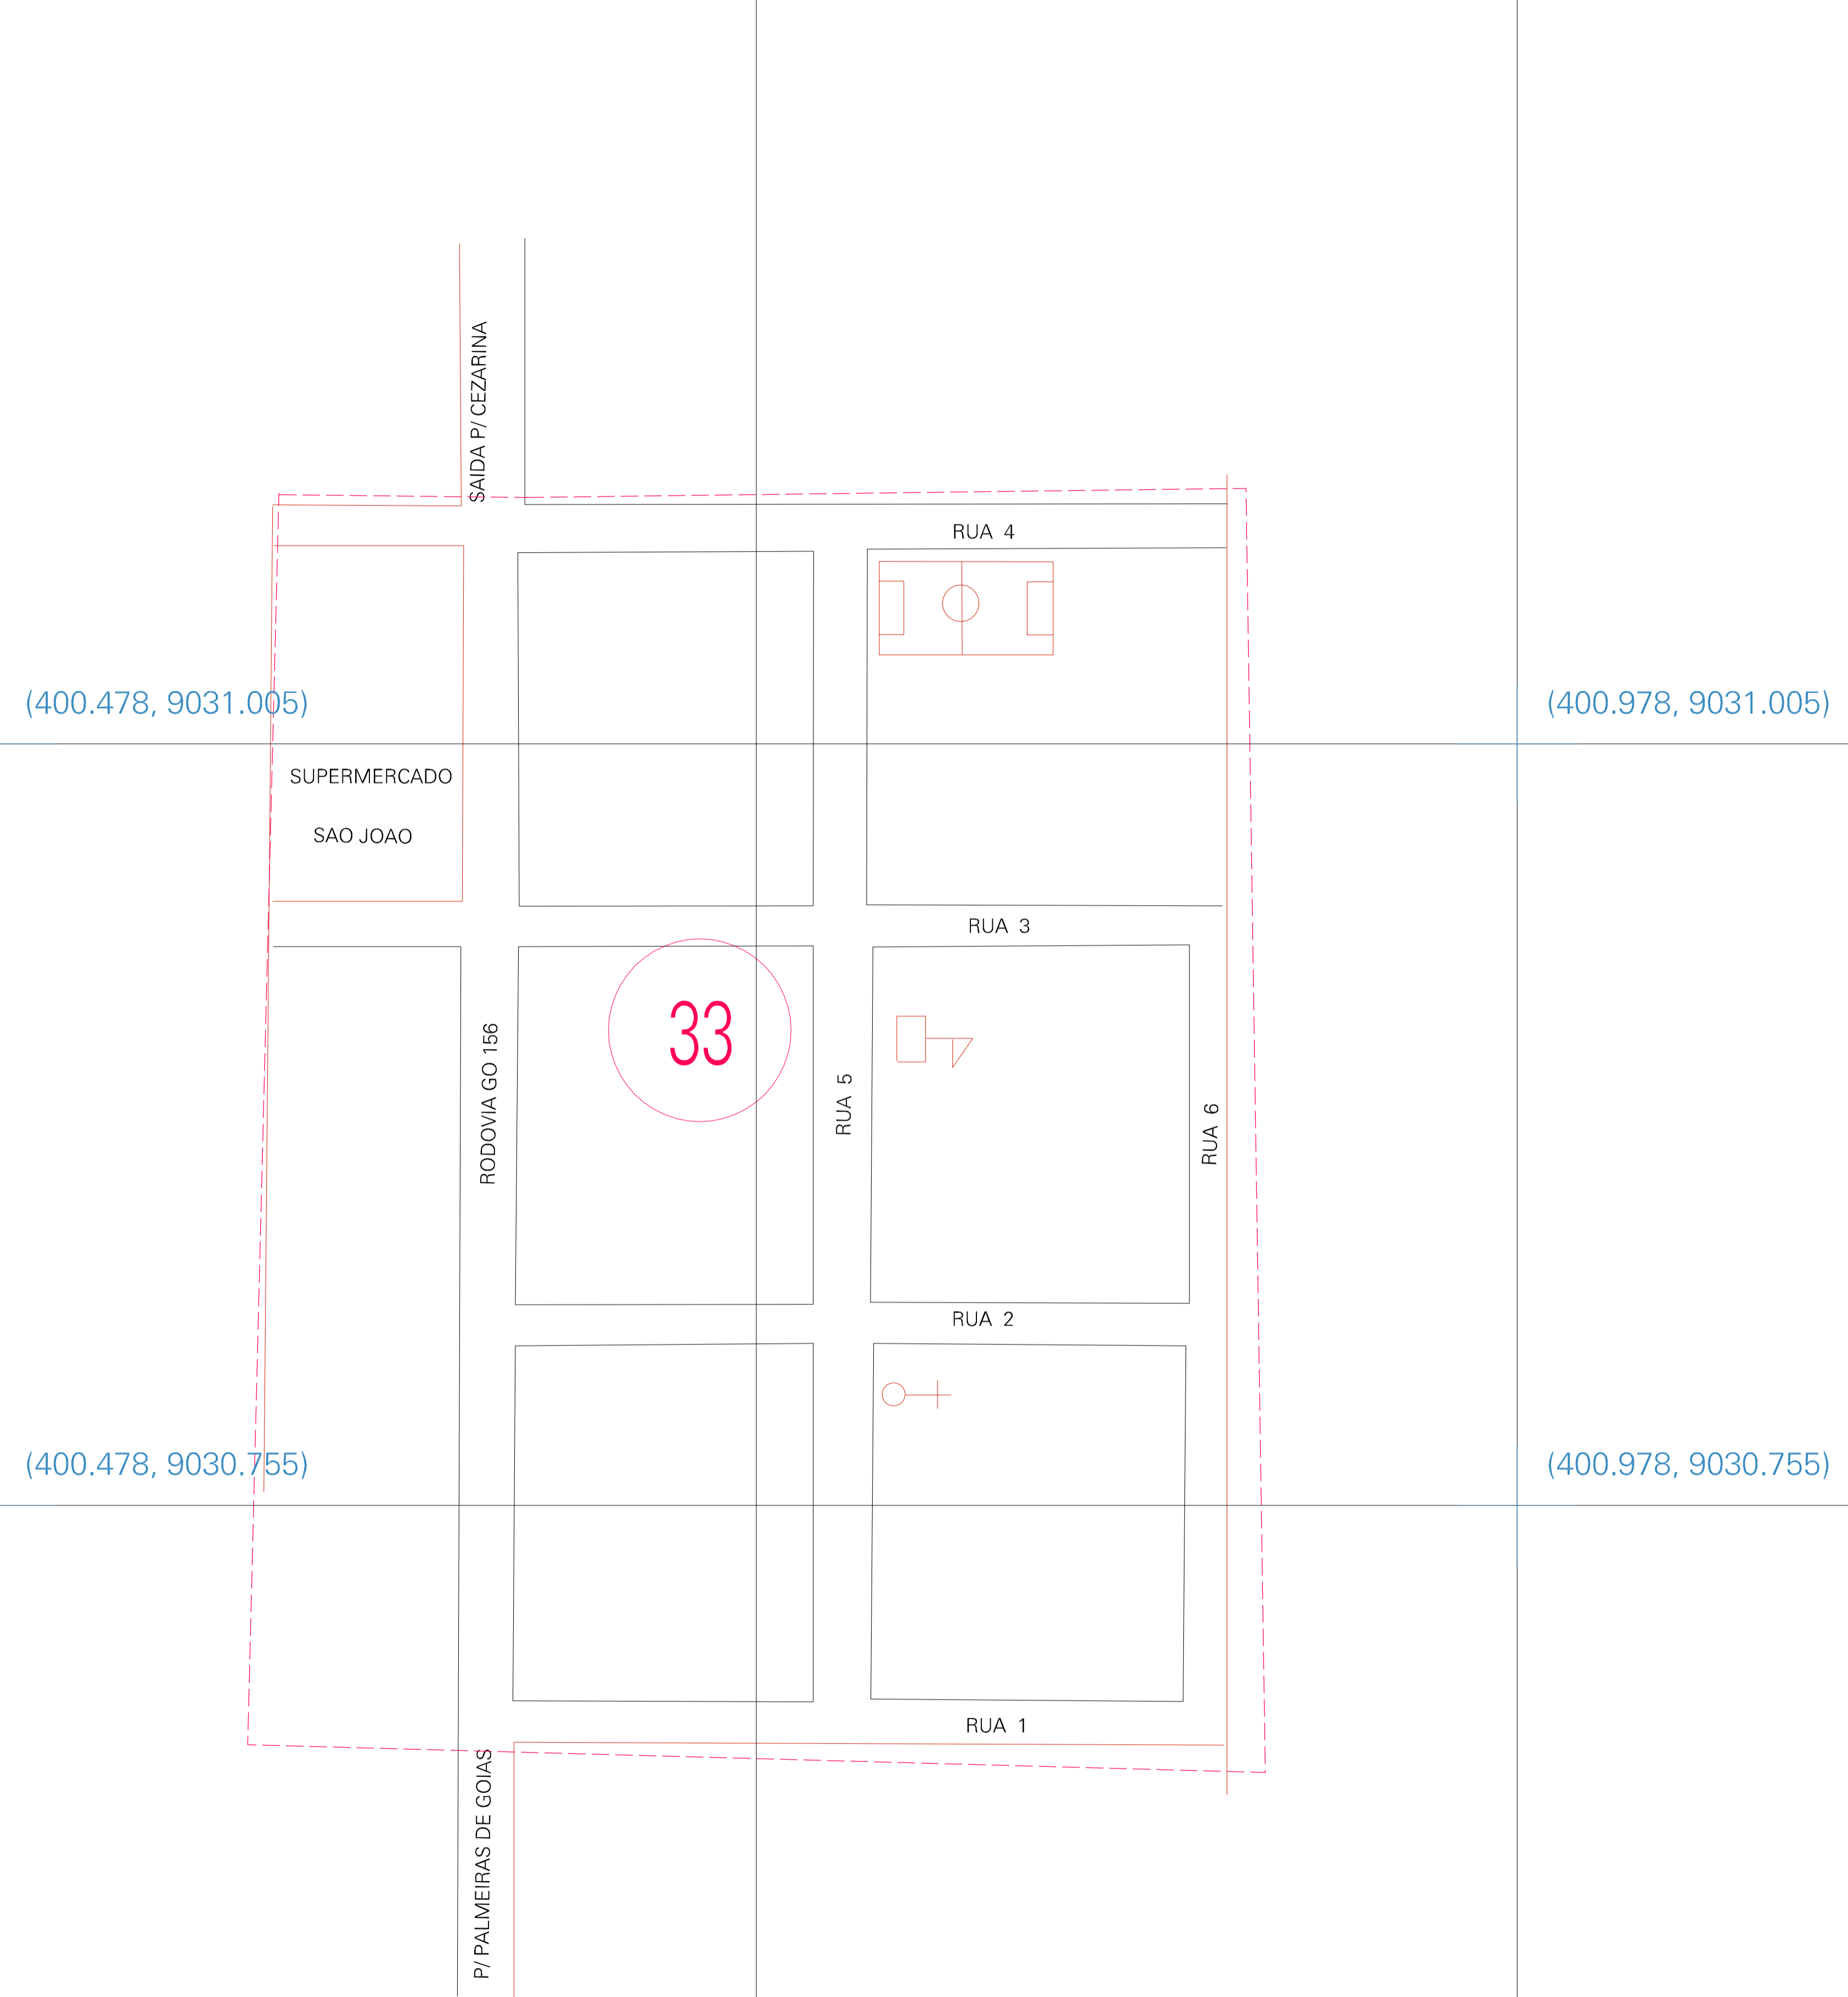 SAIDA P/ CEZARINA
RUA 4
(400.478, 9031.005)
(400.978, 9031.005)
SUPERMERCADO
SAO JOAO
RUA 3
33
RODOVIA GO 156
RUA 5
RUA 6
RUA 2
(400.478, 9030.755)
(400.978, 9030.755)
RUA 1
P/ PALMEIRAS DE GOIAS